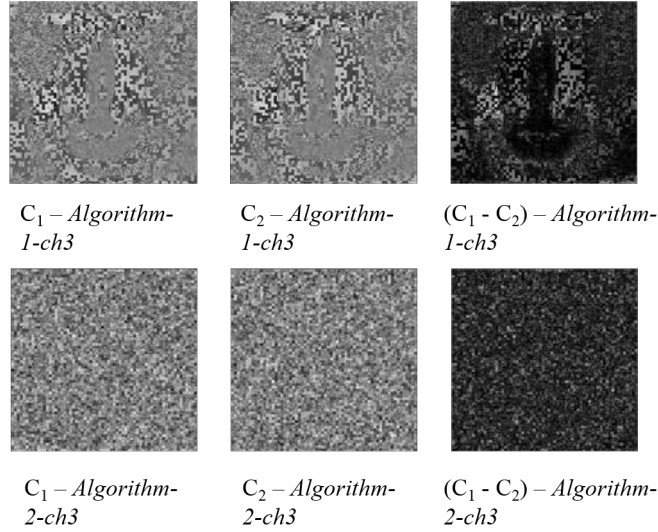 C₁ – Algorithm-
1-ch3
C₂ – Algorithm-
1-ch3
(C₁ - C₂) – Algorithm-
1-ch3
C₁ – Algorithm-
2-ch3
C₂ – Algorithm-
2-ch3
(C₁ - C₂) – Algorithm-
2-ch3